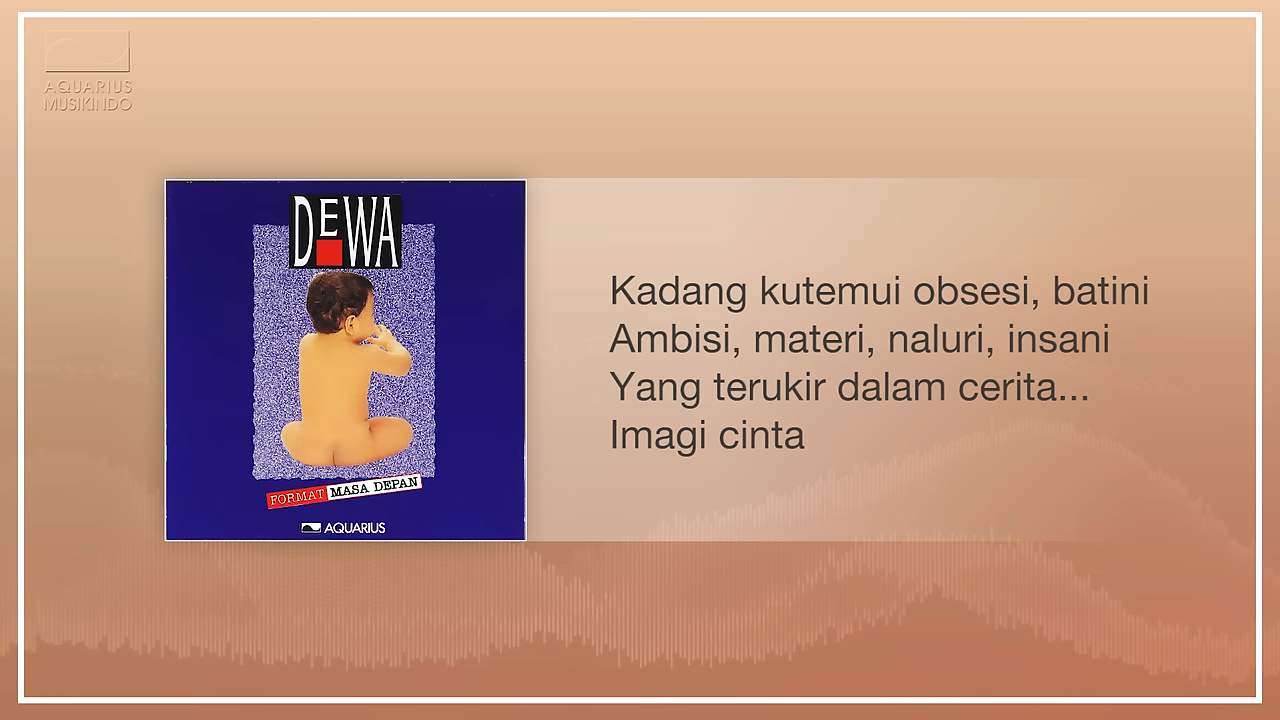 AQUARIUS
MUSIKINDO
DEWA
FORMAT MASA DEPAN
AQUARIUS
Kadang kutemui obsesi, batini
Ambisi, materi, naluri, insani
Yang terukir dalam cerita...
Imagi cinta